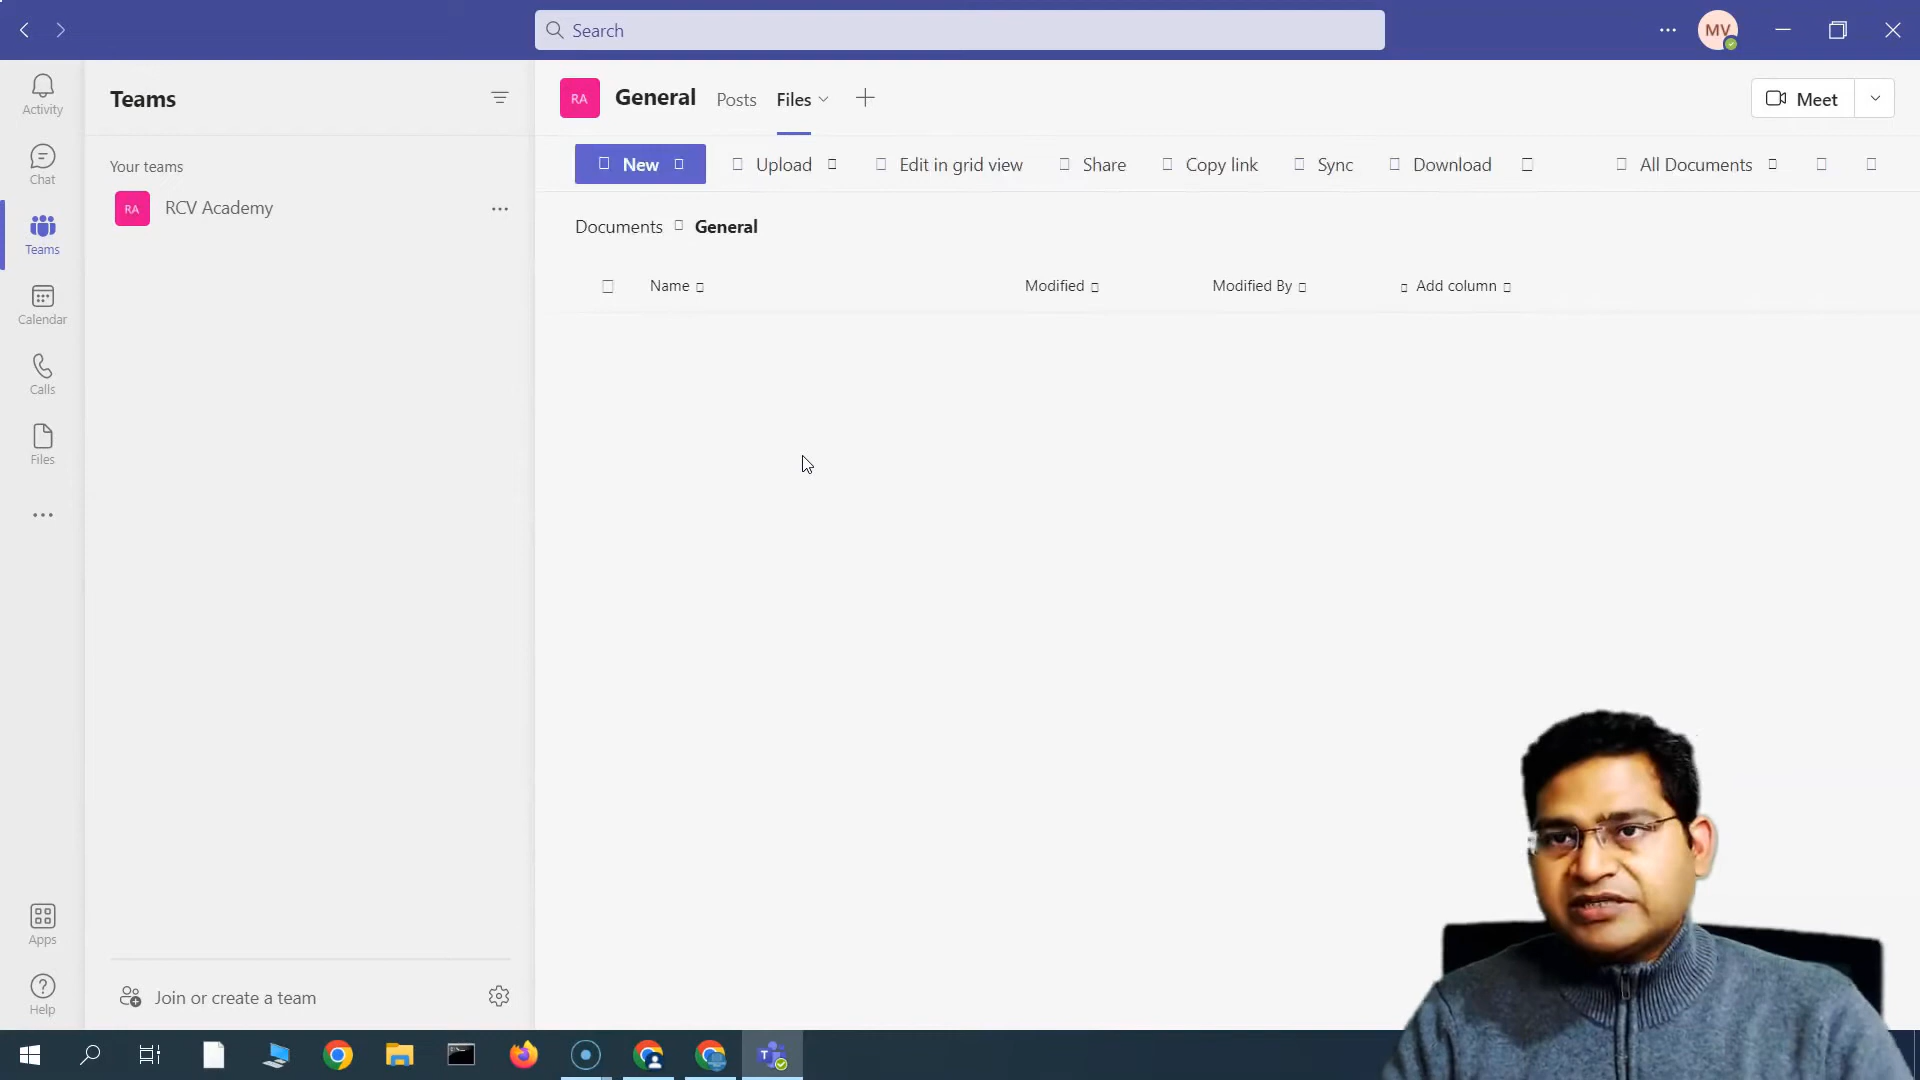 Search
MV
Activity
Chat
Teams
Calendar
Calls
Files
Apps
Help
Teams
Your teams
RA RCV Academy
Join or create a team
RA General Posts Files
Meet
New Upload Edit in grid view Share Copy link Sync Download All Documents
Documents General
Name Modified Modified By Add column
T